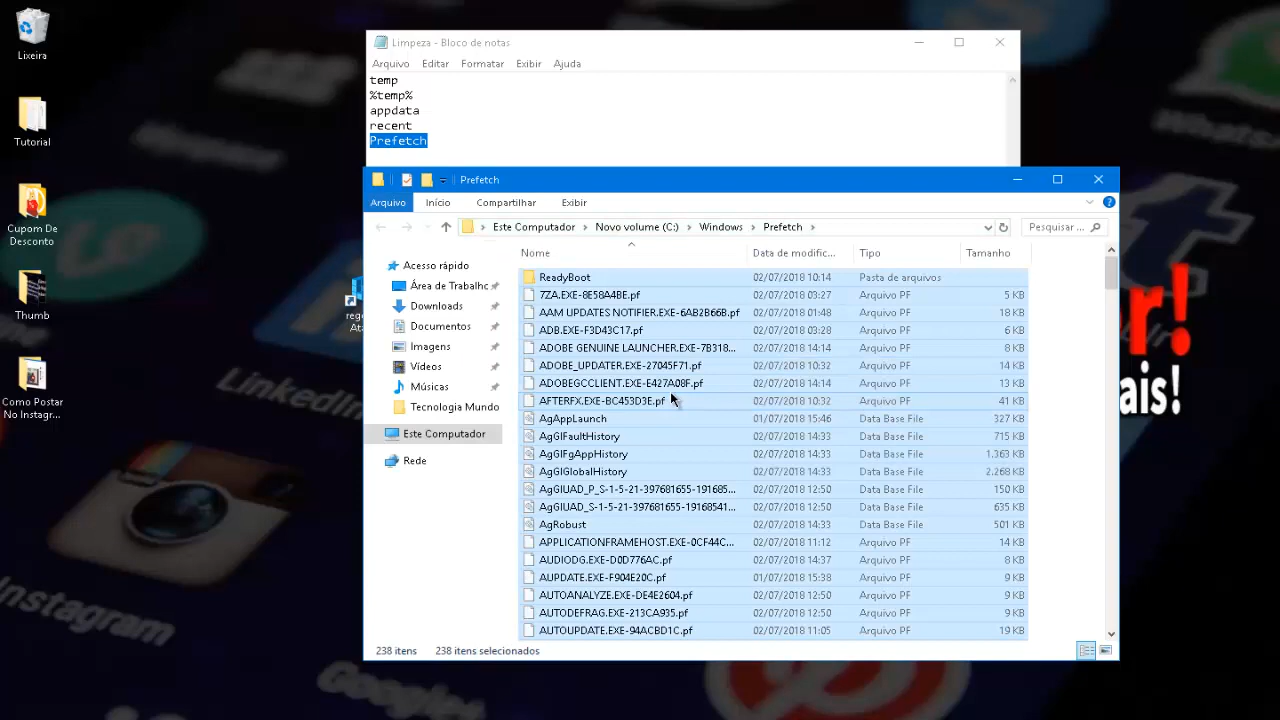 Lixeira
Tutorial
Cupom De
Desconto
Thumb
Como Postar
No Instagr...
Limpeza - Bloco de notas
Arquivo Editar Formatar Exibir Ajuda
temp
%temp%
appdata
recent
Prefetch
Prefetch
Arquivo Início Compartilhar Exibir
Este Computador Novo volume (C:) Windows Prefetch
Pesquisar ...
Acesso rápido
Área de Trabalho
Downloads
Documentos
Imagens
Vídeos
Músicas
Tecnologia Mundo
Este Computador
Rede
Nome Data de modific... Tipo Tamanho
ReadyBoot 02/07/2018 10:14 Pasta de arquivos
7ZA.EXE-8E58A4BE.pf 02/07/2018 03:27 Arquivo PF 5 KB
AAM UPDATES NOTIFIER.EXE-6AB2B66B.pf 02/07/2018 01:48 Arquivo PF 18 KB
ADB.EXE-F3D43C17.pf 02/07/2018 03:28 Arquivo PF 6 KB
ADOBE GENUINE LAUNCHER.EXE-7B318... 02/07/2018 14:14 Arquivo PF 8 KB
ADOBE_UPDATER.EXE-27045F71.pf 02/07/2018 10:32 Arquivo PF 14 KB
ADOBEGCCLIENT.EXE-E427A08F.pf 02/07/2018 14:14 Arquivo PF 13 KB
AFTERFX.EXE-BC453D3E.pf 02/07/2018 10:32 Arquivo PF 41 KB
AgAppLaunch 01/07/2018 15:46 Data Base File 327 KB
AgGlFaultHistory 02/07/2018 14:33 Data Base File 715 KB
AgGlFgAppHistory 02/07/2018 14:33 Data Base File 1.363 KB
AgGlGlobalHistory 02/07/2018 14:33 Data Base File 2.268 KB
AgGlUAD_P_S-1-5-21-397681655-191685... 02/07/2018 12:50 Data Base File 150 KB
AgGlUAD_S-1-5-21-397681655-19168541... 02/07/2018 12:50 Data Base File 635 KB
AgRobust 02/07/2018 14:33 Data Base File 501 KB
APPLICATIONFRAMEHOST.EXE-0CF44C... 02/07/2018 11:12 Arquivo PF 14 KB
AUDIODG.EXE-D0D776AC.pf 02/07/2018 14:37 Arquivo PF 8 KB
AUPDATE.EXE-F904E20C.pf 01/07/2018 15:38 Arquivo PF 9 KB
AUTOANALYZE.EXE-DE4E2604.pf 02/07/2018 12:50 Arquivo PF 9 KB
AUTODEFRAG.EXE-213CA935.pf 02/07/2018 12:50 Arquivo PF 9 KB
AUTOUPDATE.EXE-94ACBD1C.pf 02/07/2018 11:05 Arquivo PF 19 KB
238 itens 238 itens selecionados
LinkedIn
Instagram
Google
ais!